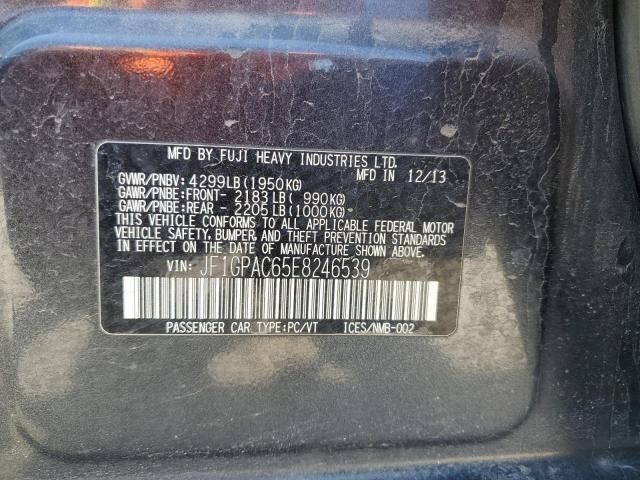 MFD BY FUJI HEAVY INDUSTRIES LTD.
MFD IN 12/13
GVWR/PNBV: 4299LB(1950KG)
GAWR/PNBE:FRONT- 2183LB( 990KG)
GAWR/PNBE:REAR - 2205LB(1000KG)
THIS VEHICLE CONFORMS TO ALL APPLICABLE FEDERAL MOTOR
VEHICLE SAFETY, BUMPER, AND THEFT PREVENTION STANDARDS
IN EFFECT ON THE DATE OF MANUFACTURE SHOWN ABOVE.
VIN: JF1GPAC65E8246539
PASSENGER CAR TYPE:PC/VT ICES/NMB-002